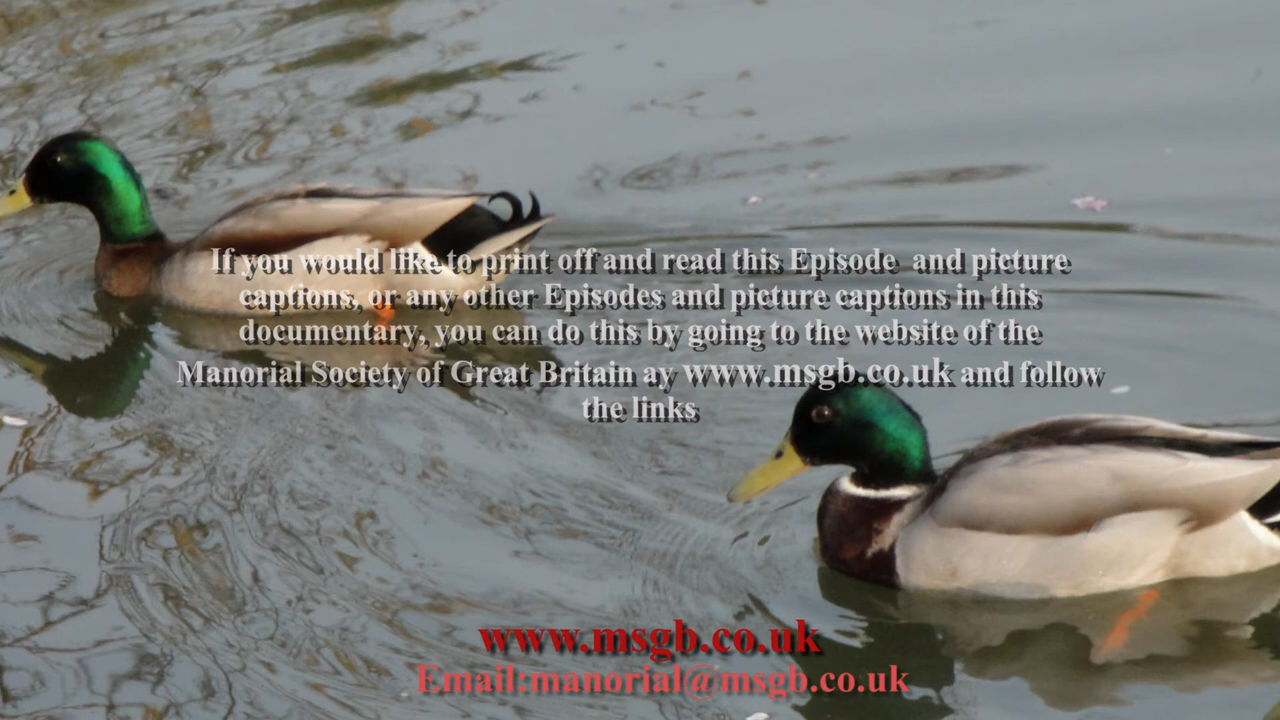 If you would like to print off and read this Episode  and picture
captions, or any other Episodes and picture captions in this
documentary, you can do this by going to the website of the
Manorial Society of Great Britain ay www.msgb.co.uk and follow
the links
www.msgb.co.uk
Email:manorial@msgb.co.uk